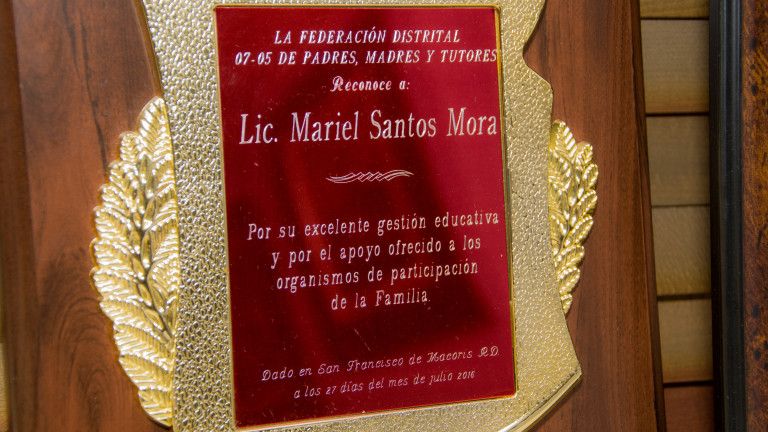 LA FEDERACIÓN DISTRITAL
07-05 DE PADRES, MADRES Y TUTORES
Reconoce a:
Lic. Mariel Santos Mora
Por su excelente gestión educativa
y por el apoyo ofrecido a los
organismos de participación
de la Familia.
Dado en San Francisco de Macorís R.D.
a los 27 días del mes de julio 2016